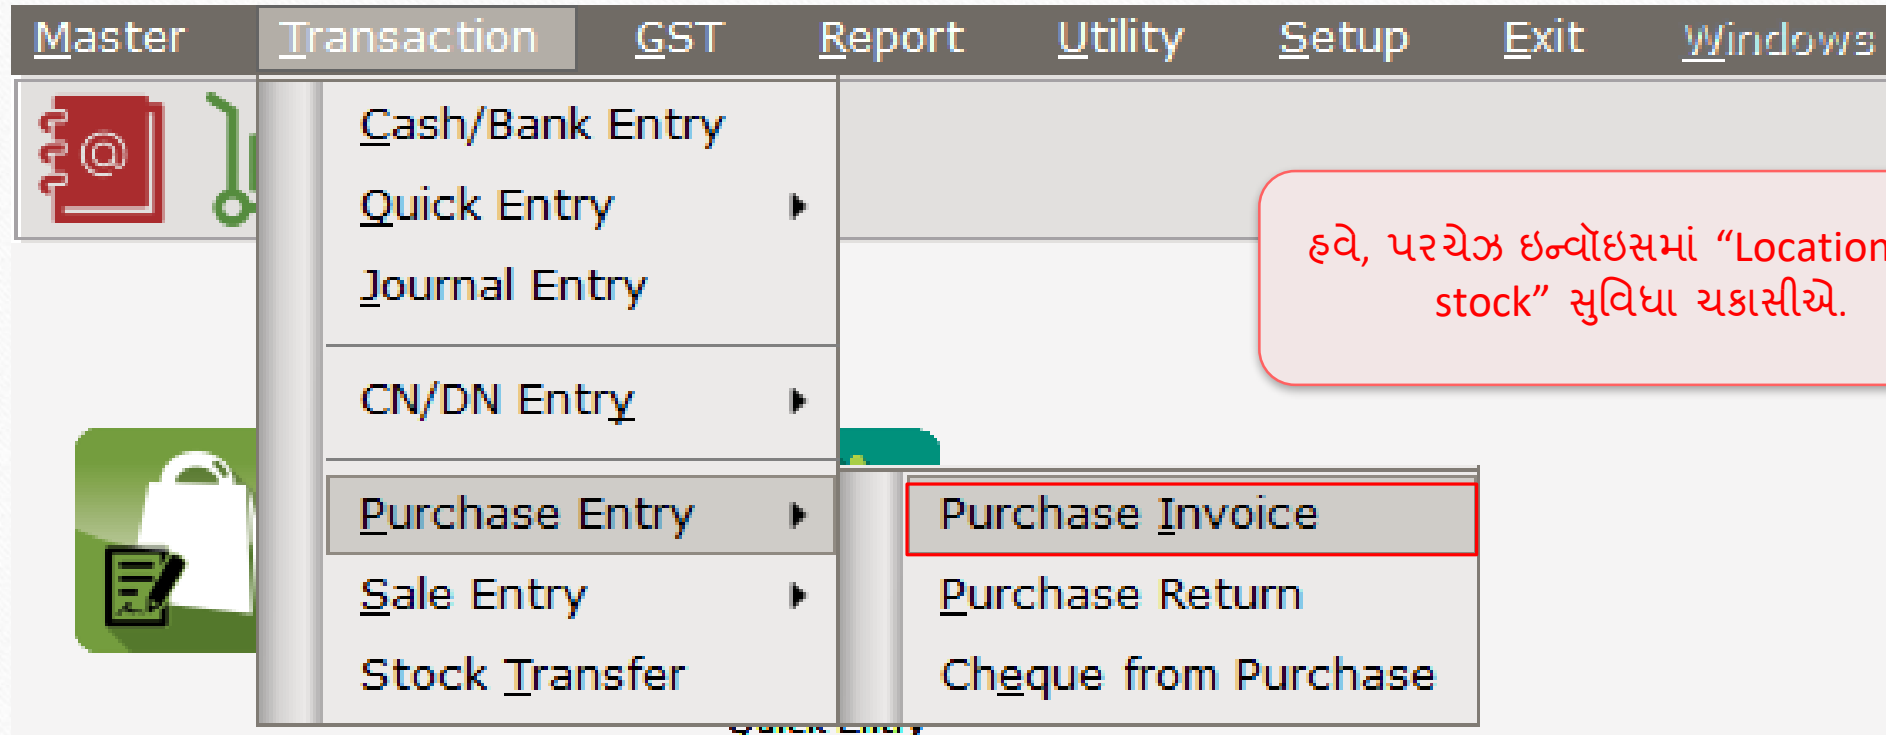 Master Transaction GST Report Utility Setup Exit Windows
@
Cash/Bank Entry
Quick Entry
Journal Entry
CN/DN Entry
Purchase Entry
Sale Entry
Stock Transfer
Purchase Invoice
Purchase Return
Cheque from Purchase
હવે, પરચેઝ ઇન્વૉઇસમાં “Location
stock” સુવિધા ચકાસીએ.
Quick Entry